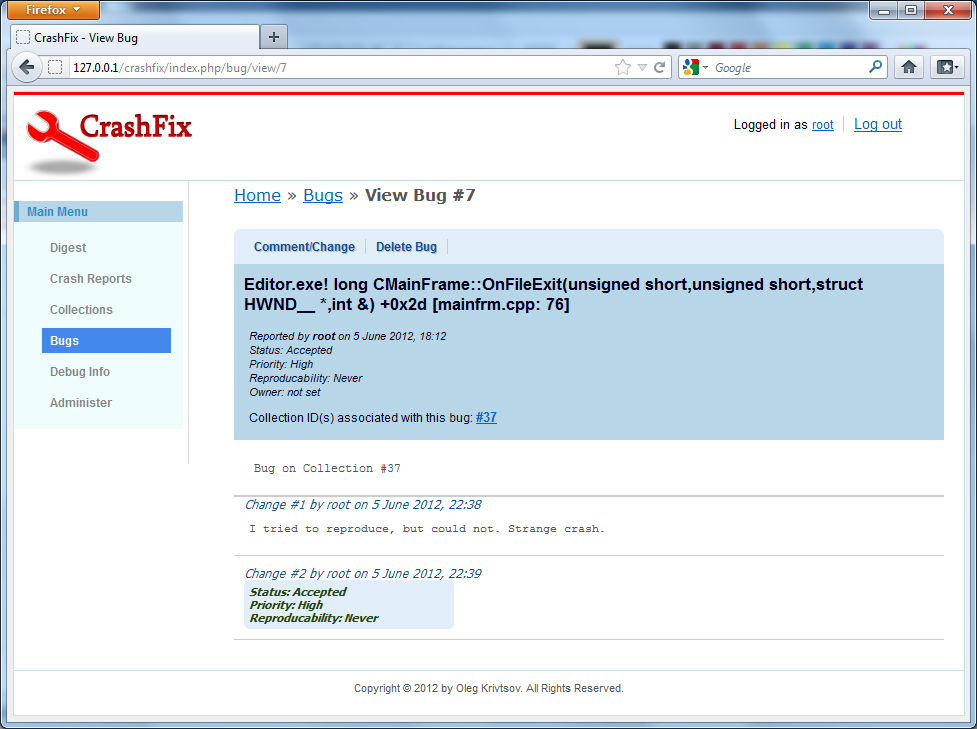 Firefox
CrashFix - View Bug
127.0.0.1/crashfix/index.php/bug/view/7
Google
CrashFix
Logged in as root
Log out
Main Menu
Digest
Crash Reports
Collections
Bugs
Debug Info
Administer
Home » Bugs » View Bug #7
Comment/Change
Delete Bug
Editor.exe! long CMainFrame::OnFileExit(unsigned short,unsigned short,struct
HWND__ *,int &) +0x2d [mainfrm.cpp: 76]
Reported by root on 5 June 2012, 18:12
Status: Accepted
Priority: High
Reproducability: Never
Owner: not set
Collection ID(s) associated with this bug: #37
Bug on Collection #37
Change #1 by root on 5 June 2012, 22:38
I tried to reproduce, but could not. Strange crash.
Change #2 by root on 5 June 2012, 22:39
Status: Accepted
Priority: High
Reproducability: Never
Copyright © 2012 by Oleg Krivtsov. All Rights Reserved.